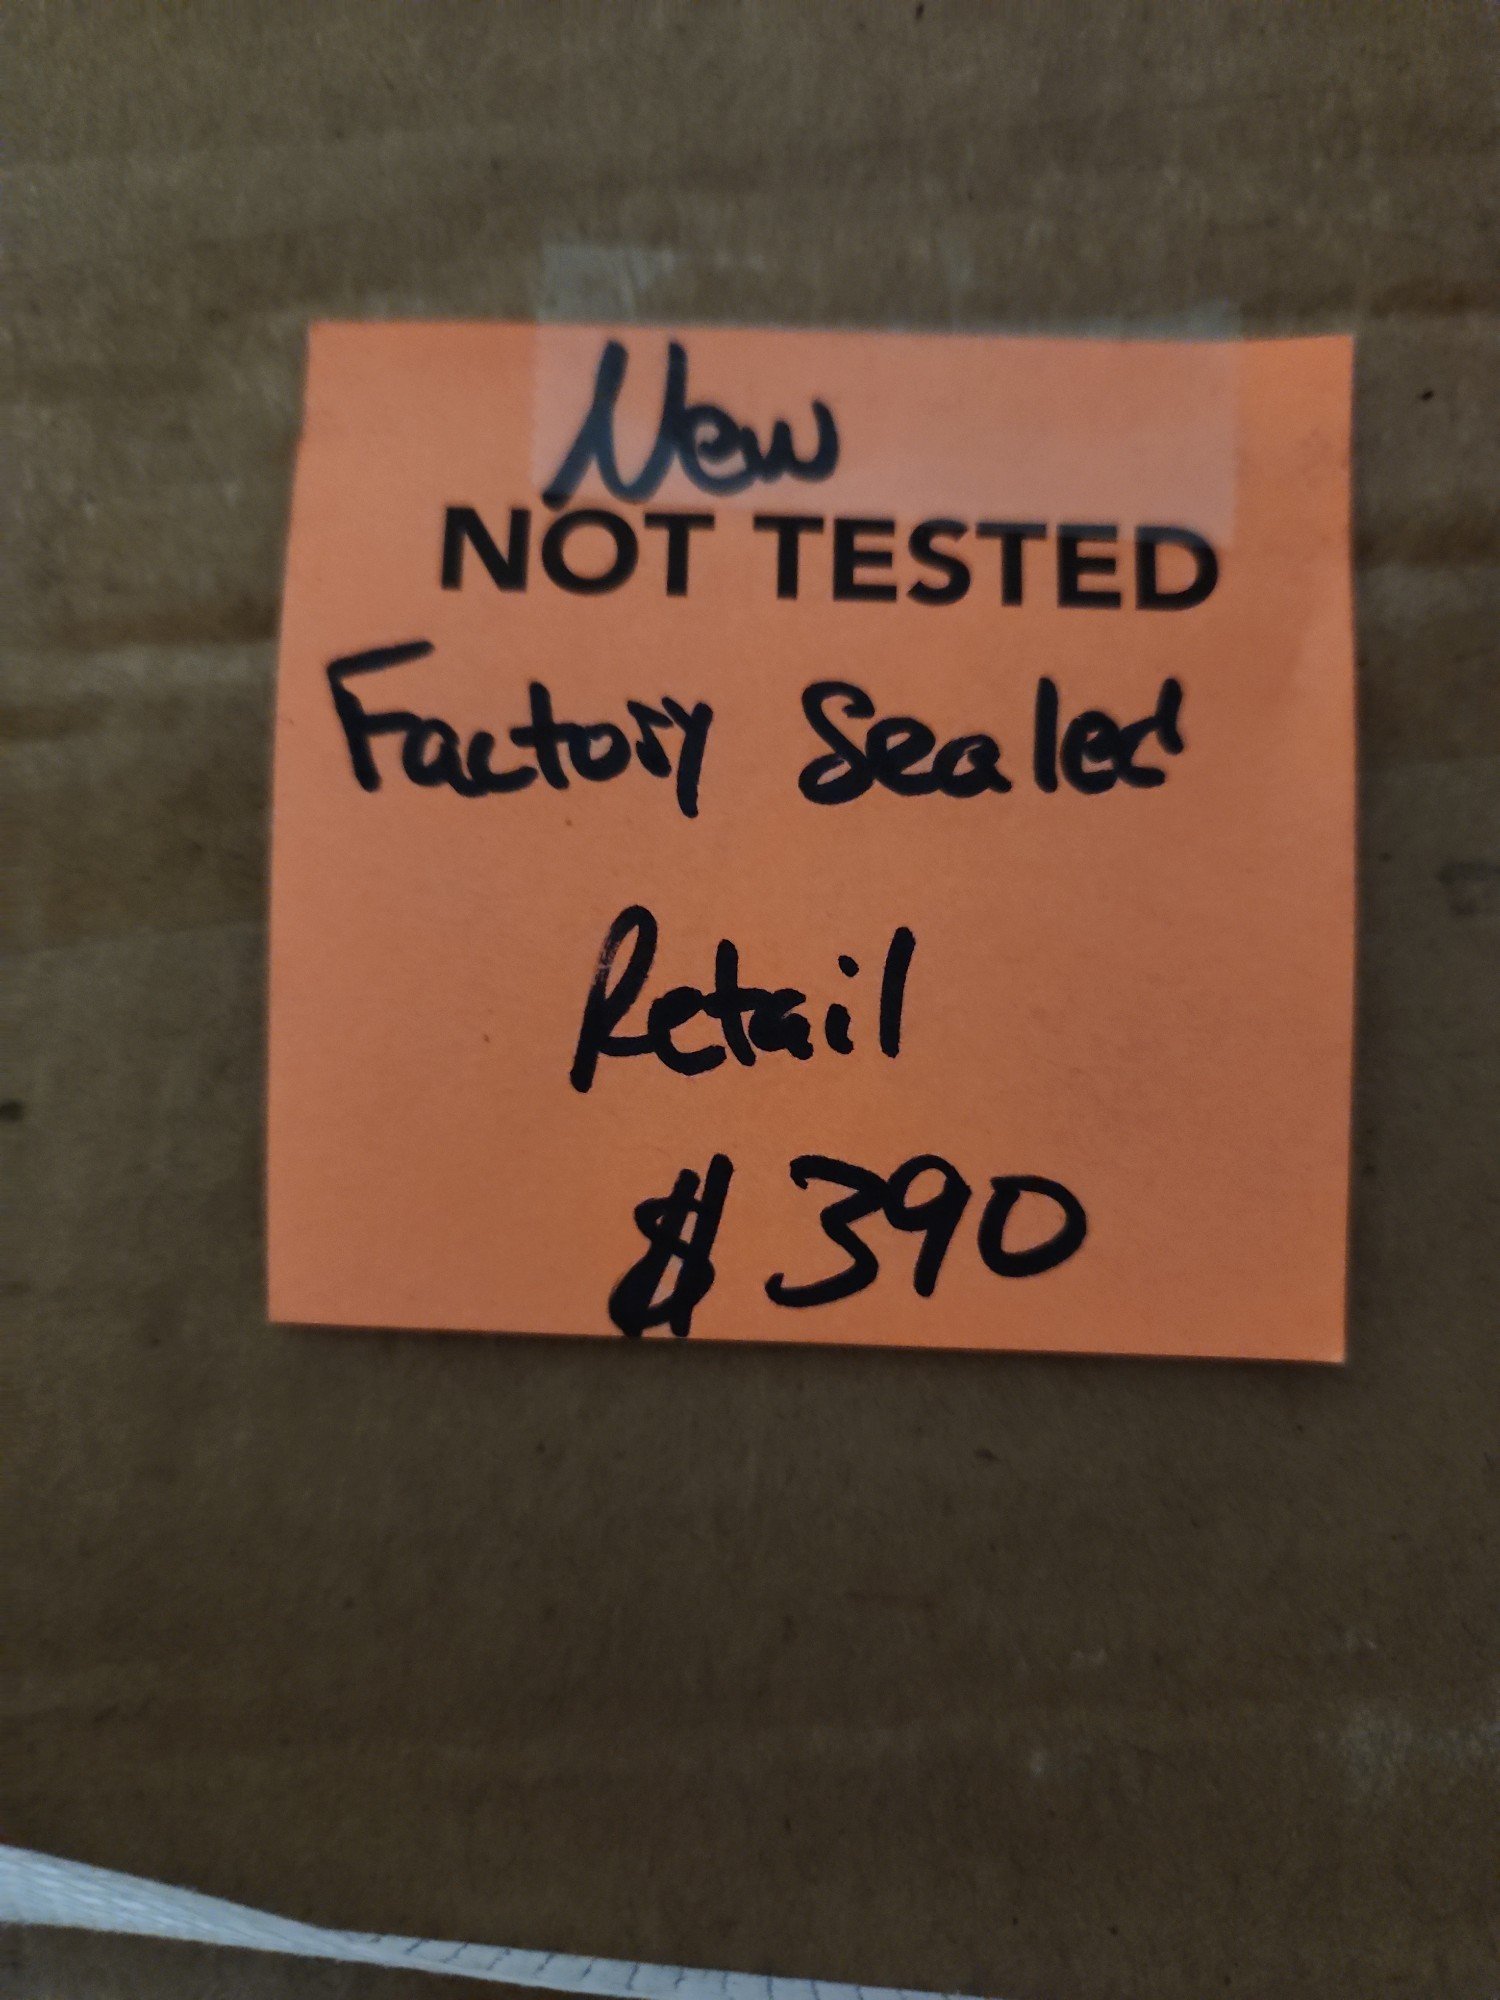 New
NOT TESTED
Factory Sealed
Retail
$390